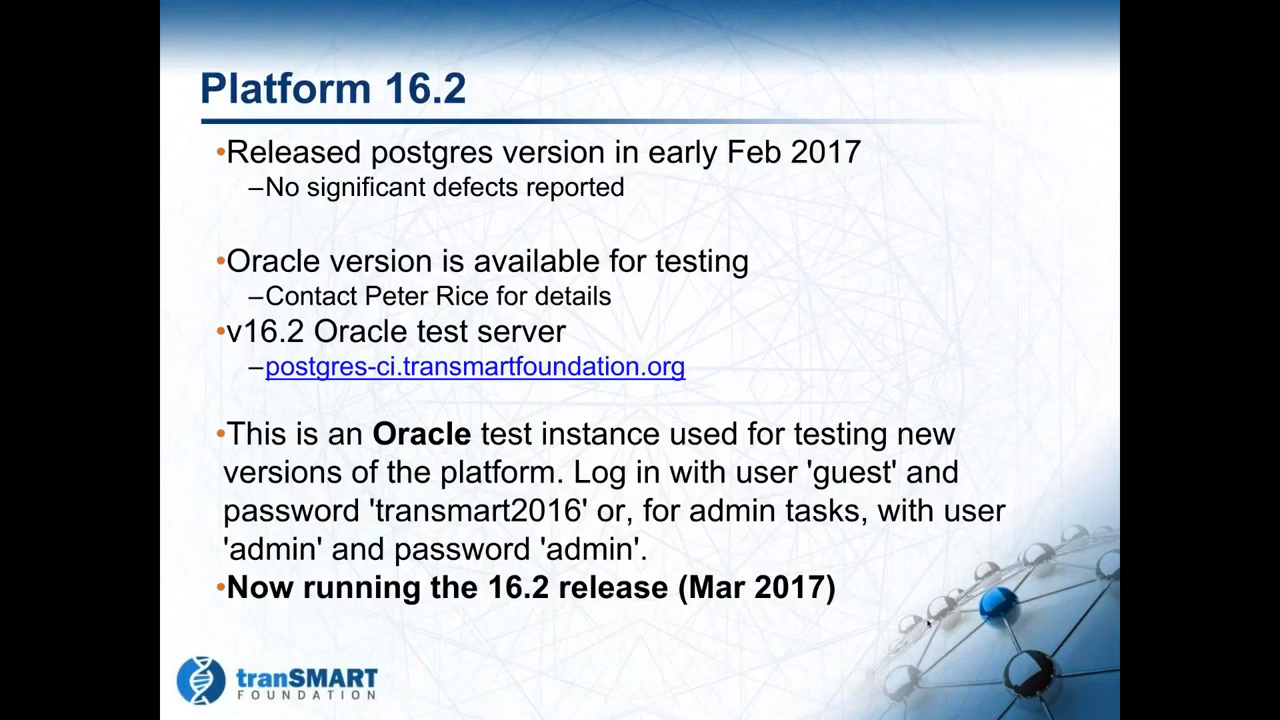 Platform 16.2
•Released postgres version in early Feb 2017
–No significant defects reported
•Oracle version is available for testing
–Contact Peter Rice for details
•v16.2 Oracle test server
–postgres-ci.transmartfoundation.org
•This is an Oracle test instance used for testing new
versions of the platform. Log in with user 'guest' and
password 'transmart2016' or, for admin tasks, with user
'admin' and password 'admin'.
•Now running the 16.2 release (Mar 2017)
tranSMART
FOUNDATION